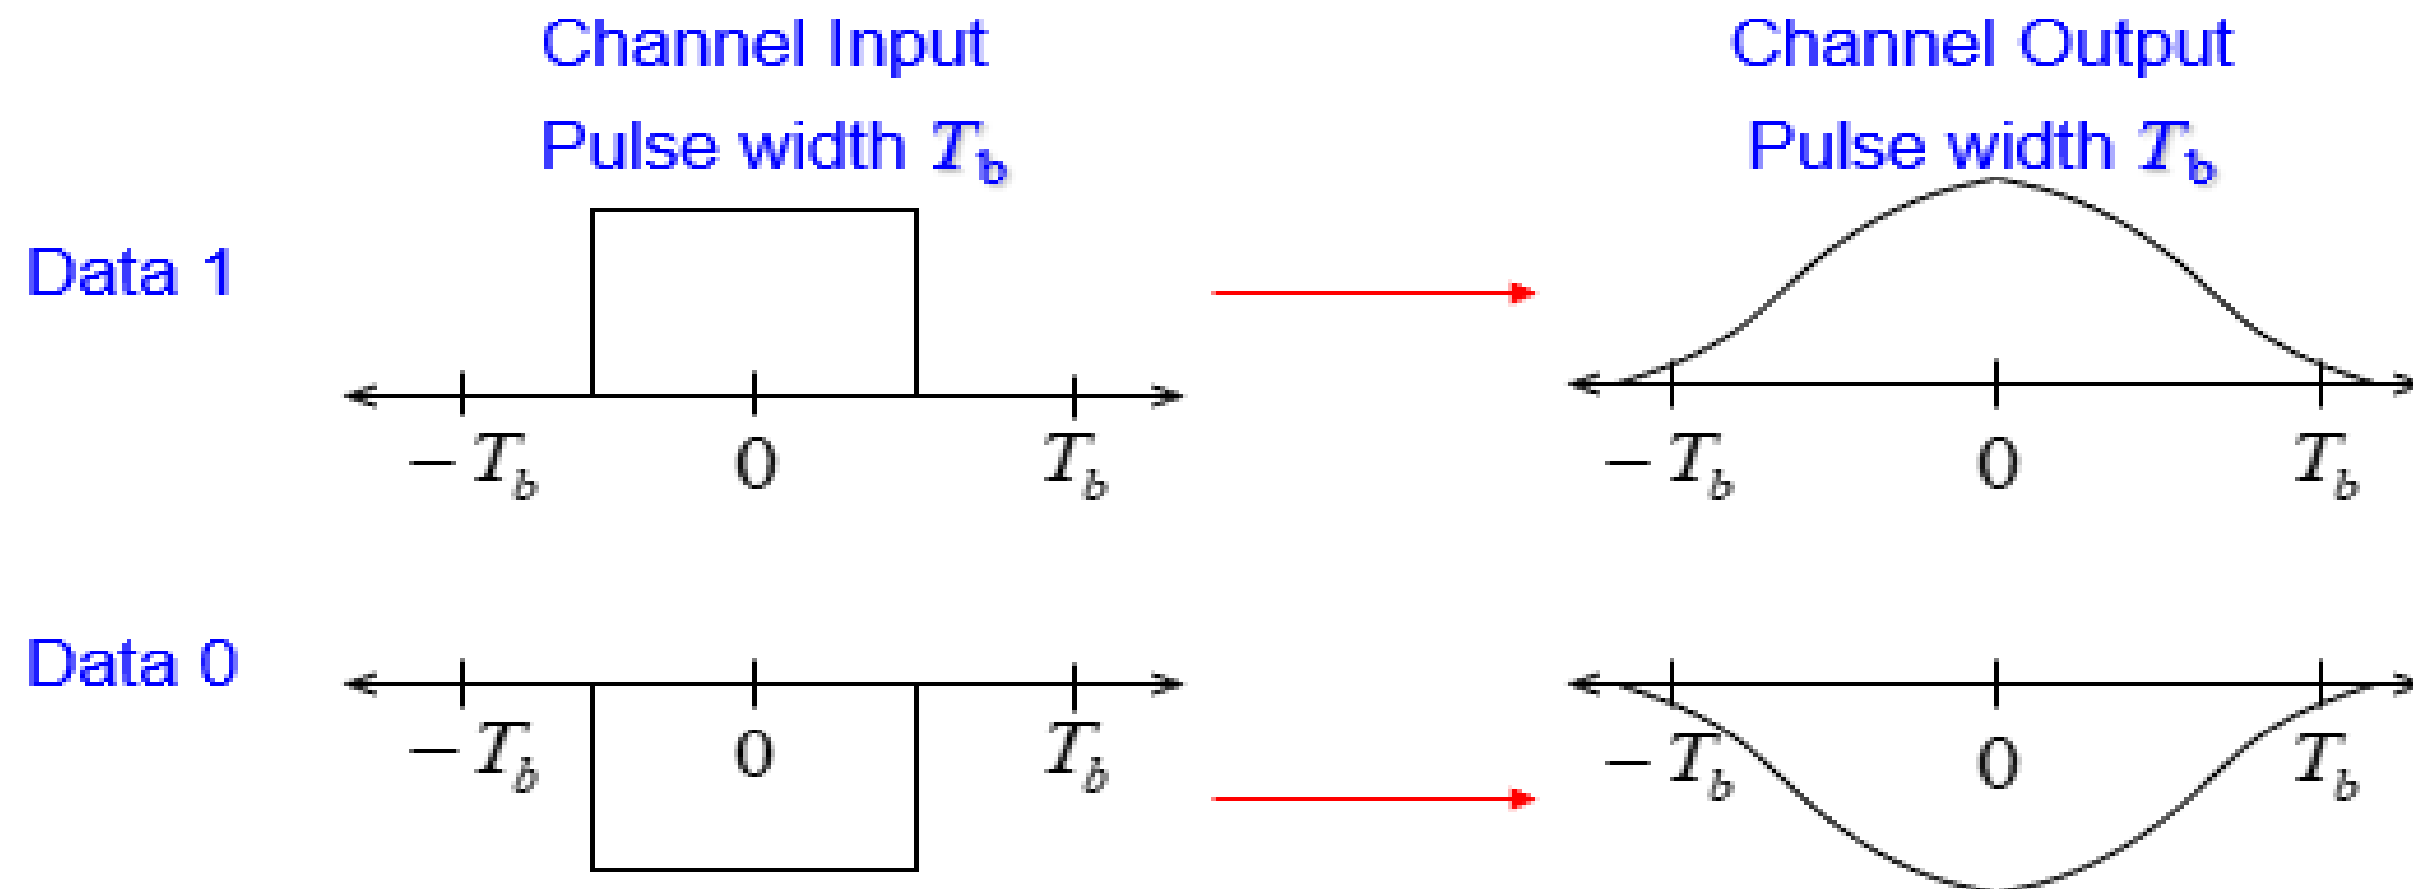 Channel Input
Pulse width T_b
Channel Output
Pulse width T_b
Data 1
-T_b 0 T_b
-T_b 0 T_b
Data 0
-T_b 0 T_b
-T_b 0 T_b